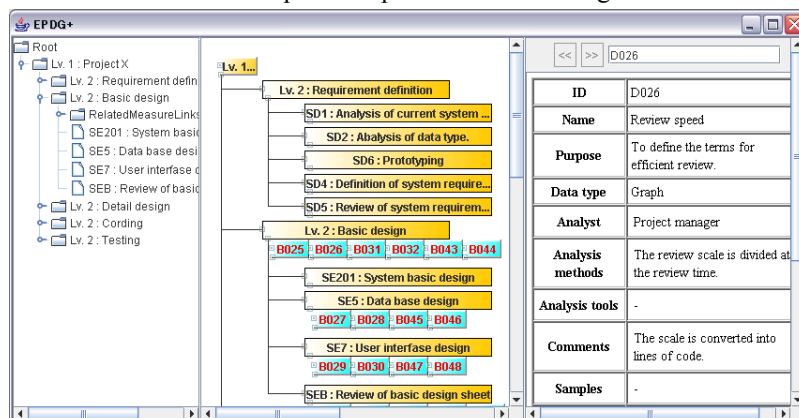 EPDG+
Root
Lv. 1 : Project X
Lv. 2 : Requirement defin
Lv. 2 : Basic design
RelatedMeasureLinks
SE201 : System basic
SE5 : Data base desi
SE7 : User interface d
SEB : Review of basic
Lv. 2 : Detail design
Lv. 2 : Cording
Lv. 2 : Testing
Lv. 1...
Lv. 2 : Requirement definition
SD1 : Analysis of current system ...
SD2 : Abalysis of data type.
SD6 : Prototyping
SD4 : Definition of system require...
SD5 : Review of system requirem...
Lv. 2 : Basic design
B025 B026 B031 B032 B043 B044
SE201 : System basic design
SE5 : Data base design
B027 B028 B045 B046
SE7 : User interface design
B029 B030 B047 B048
SEB : Review of basic design sheet
<< >> D026
ID D026
Name Review speed
Purpose To define the terms for
efficient review.
Data type Graph
Analyst Project manager
Analysis methods The review scale is divided at
the review time.
Analysis tools -
Comments The scale is converted into
lines of code.
Samples -